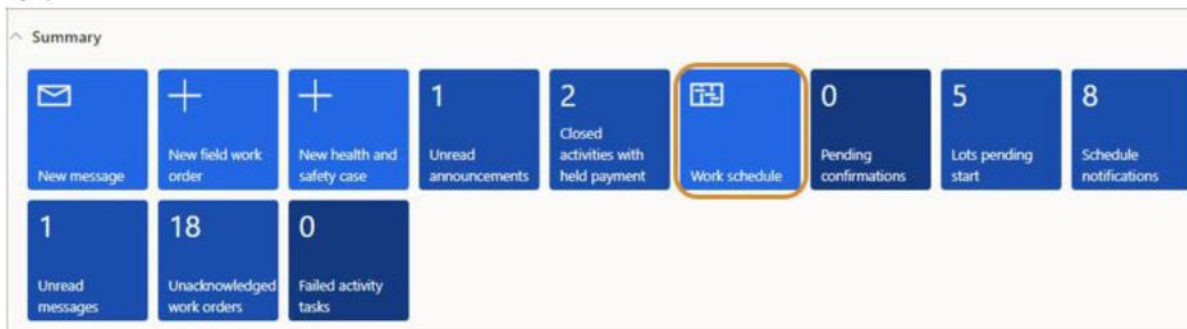 Summary
New message
New field work
order
New health and
safety case
1
Unread
announcements
2
Closed
activities with
held payment
Work schedule
0
Pending
confirmations
5
Lots pending
start
8
Schedule
notifications
1
Unread
messages
18
Unacknowledged
work orders
0
Failed activity
tasks